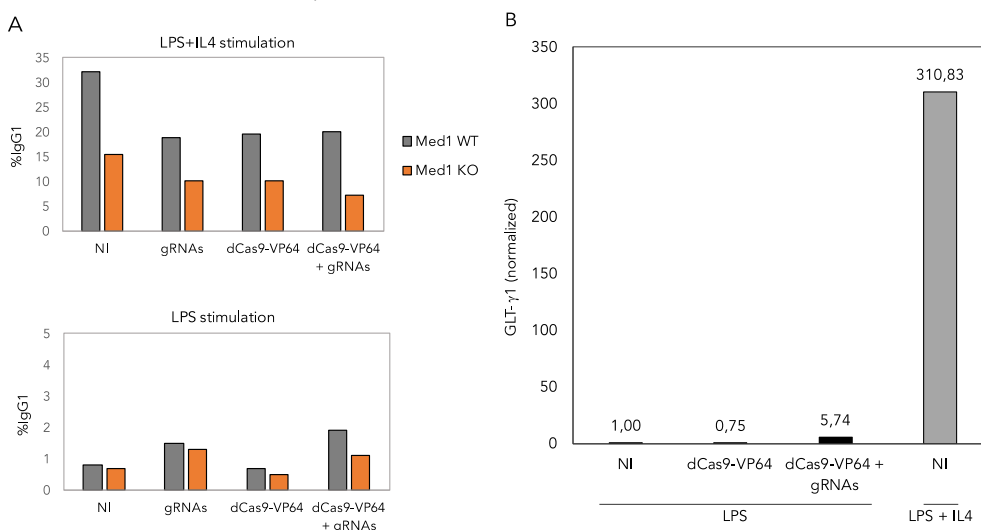 A
LPS+IL4 stimulation
%IgG1
35
30
25
20
15
10
5
0
NI
gRNAs
dCas9-VP64
dCas9-VP64
+ gRNAs
Med1 WT
Med1 KO
LPS stimulation
%IgG1
5
4
3
2
1
0
NI
gRNAs
dCas9-VP64
dCas9-VP64
+ gRNAs
B
GLT-γ1 (normalized)
350
300
250
200
150
100
50
0
1,00
0,75
5,74
310,83
NI
dCas9-VP64
dCas9-VP64 +
gRNAs
NI
LPS
LPS + IL4